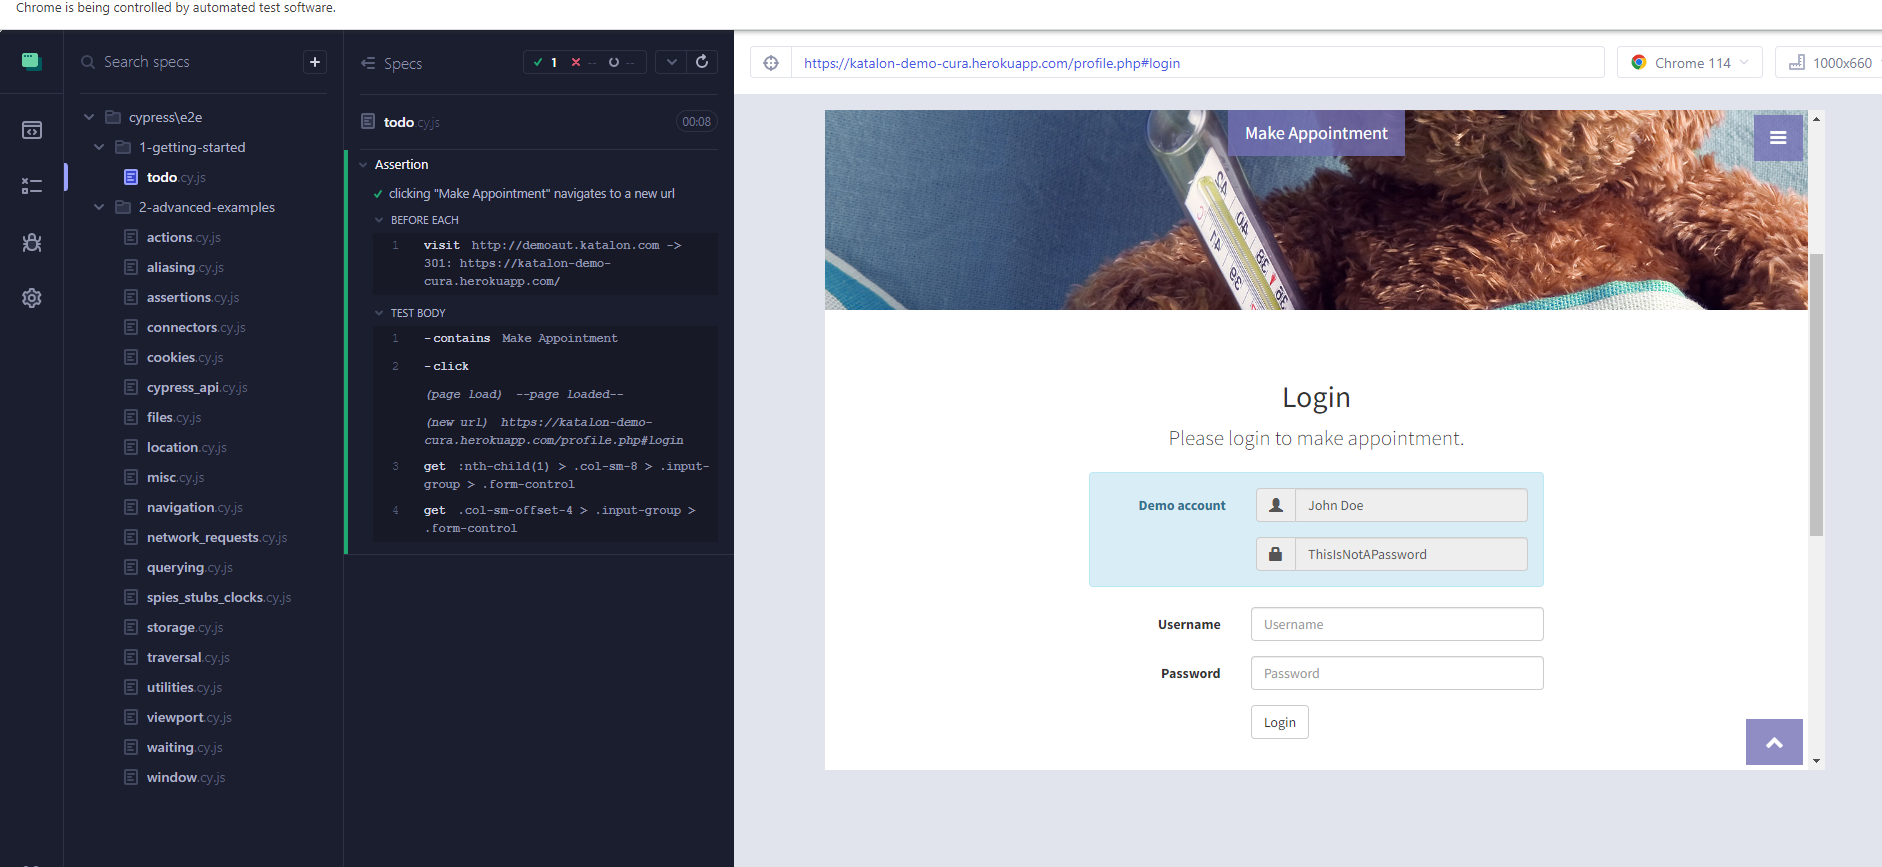 Chrome is being controlled by automated test software.
Search specs
+
cypress\e2e
1-getting-started
todo.cy.js
2-advanced-examples
actions.cy.js
aliasing.cy.js
assertions.cy.js
connectors.cy.js
cookies.cy.js
cypress_api.cy.js
files.cy.js
location.cy.js
misc.cy.js
navigation.cy.js
network_requests.cy.js
querying.cy.js
spies_stubs_clocks.cy.js
storage.cy.js
traversal.cy.js
utilities.cy.js
viewport.cy.js
waiting.cy.js
window.cy.js
Specs
1 -- --
todo.cy.js 00:08
Assertion
clicking "Make Appointment" navigates to a new url
BEFORE EACH
1 visit http://demoaut.katalon.com ->
301: https://katalon-demo-
cura.herokuapp.com/
TEST BODY
1 -contains Make Appointment
2 -click
(page load) --page loaded--
(new url) https://katalon-demo-
cura.herokuapp.com/profile.php#login
3 get :nth-child(1) > .col-sm-8 > .input-
group > .form-control
4 get .col-sm-offset-4 > .input-group >
.form-control
https://katalon-demo-cura.herokuapp.com/profile.php#login
Chrome 114
1000x660
Make Appointment
42
40
38
Login
Please login to make appointment.
Demo account John Doe
ThisIsNotAPassword
Username Username
Password Password
Login